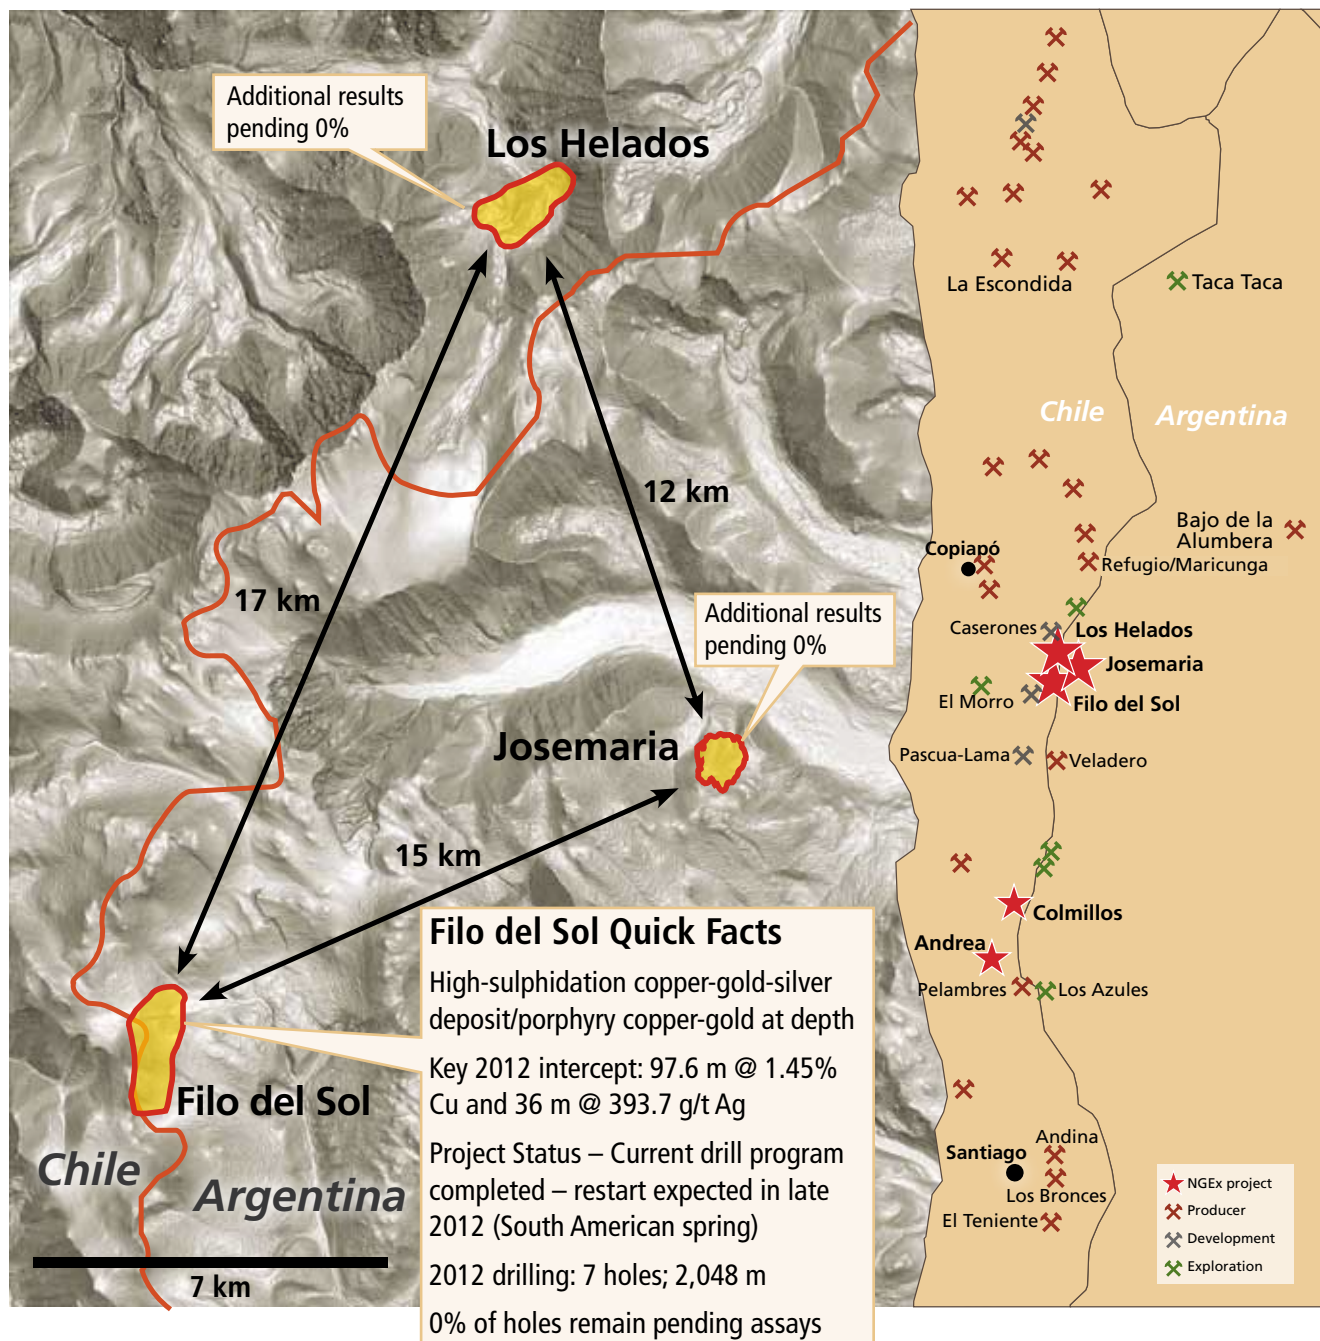 Additional results
pending 0%
Los Helados
12 km
17 km
Additional results
pending 0%
Josemaria
15 km
Filo del Sol
Chile
Argentina
7 km
Filo del Sol Quick Facts
High-sulphidation copper-gold-silver
deposit/porphyry copper-gold at depth
Key 2012 intercept: 97.6 m @ 1.45%
Cu and 36 m @ 393.7 g/t Ag
Project Status – Current drill program
completed – restart expected in late
2012 (South American spring)
2012 drilling: 7 holes; 2,048 m
0% of holes remain pending assays
La Escondida
Taca Taca
Chile
Argentina
Bajo de la
Alumbera
Copiapó
Refugio/Maricunga
Caserones
Los Helados
Josemaria
El Morro
Filo del Sol
Pascua-Lama
Veladero
Colmillos
Andrea
Pelambres
Los Azules
Andina
Santiago
Los Bronces
El Teniente
NGEx project
Producer
Development
Exploration